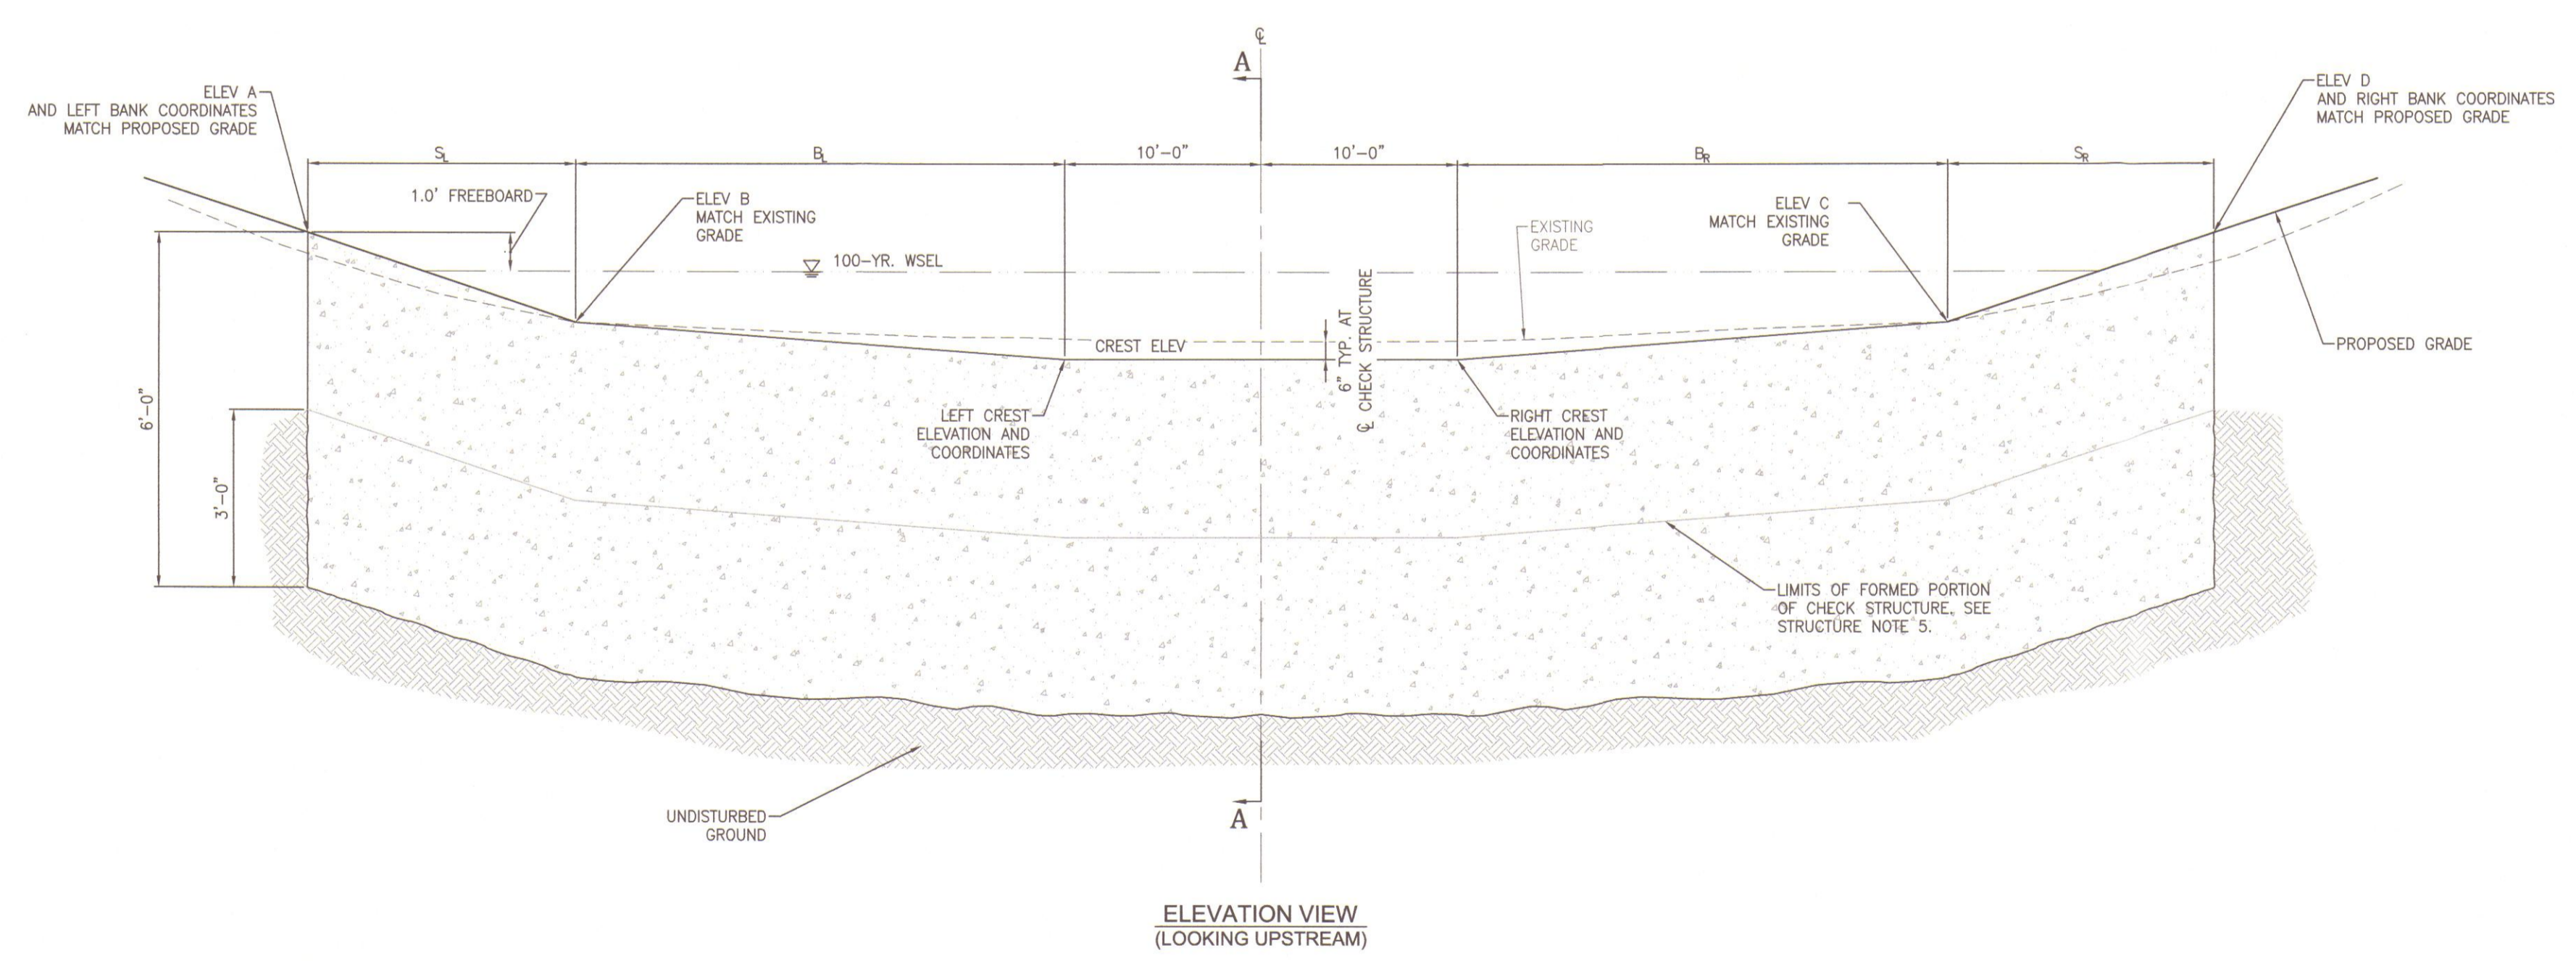 ℄
A
ELEV A
AND LEFT BANK COORDINATES
MATCH PROPOSED GRADE
ELEV D
AND RIGHT BANK COORDINATES
MATCH PROPOSED GRADE
SL
BL
10'-0"
10'-0"
BR
SR
1.0' FREEBOARD
ELEV B
MATCH EXISTING
GRADE
ELEV C
MATCH EXISTING
GRADE
EXISTING
GRADE
100-YR. WSEL
CREST ELEV
6" TYP. AT
℄ CHECK STRUCTURE
PROPOSED GRADE
6'-0"
3'-0"
LEFT CREST
ELEVATION AND
COORDINATES
RIGHT CREST
ELEVATION AND
COORDINATES
LIMITS OF FORMED PORTION
OF CHECK STRUCTURE. SEE
STRUCTURE NOTE 5.
UNDISTURBED
GROUND
A
ELEVATION VIEW
(LOOKING UPSTREAM)